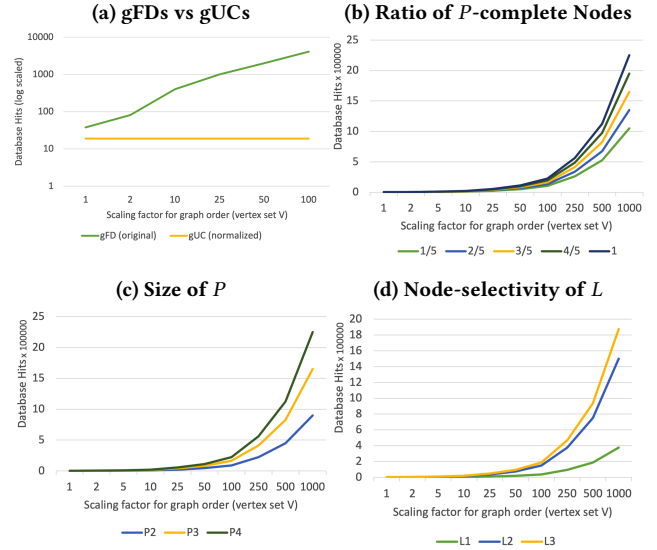 (a) gFDs vs gUCs
Database Hits (log scaled)
10000
1000
100
10
1
1 2 10 25 50 100
Scaling factor for graph order (vertex set V)
gFD (original) gUC (normalized)
(b) Ratio of P-complete Nodes
Database Hits x 100000
25
20
15
10
5
0
1 2 5 10 25 50 100 250 500 1000
Scaling factor for graph order (vertex set V)
1/5 2/5 3/5 4/5 1
(c) Size of P
Database Hits x 100000
25
20
15
10
5
0
1 2 5 10 25 50 100 250 500 1000
Scaling factor for graph order (vertex set V)
P2 P3 P4
(d) Node-selectivity of L
Database Hits x 100000
20
18
16
14
12
10
8
6
4
2
0
1 2 5 10 25 50 100 250 500 1000
Scaling factor for graph order (vertex set V)
L1 L2 L3